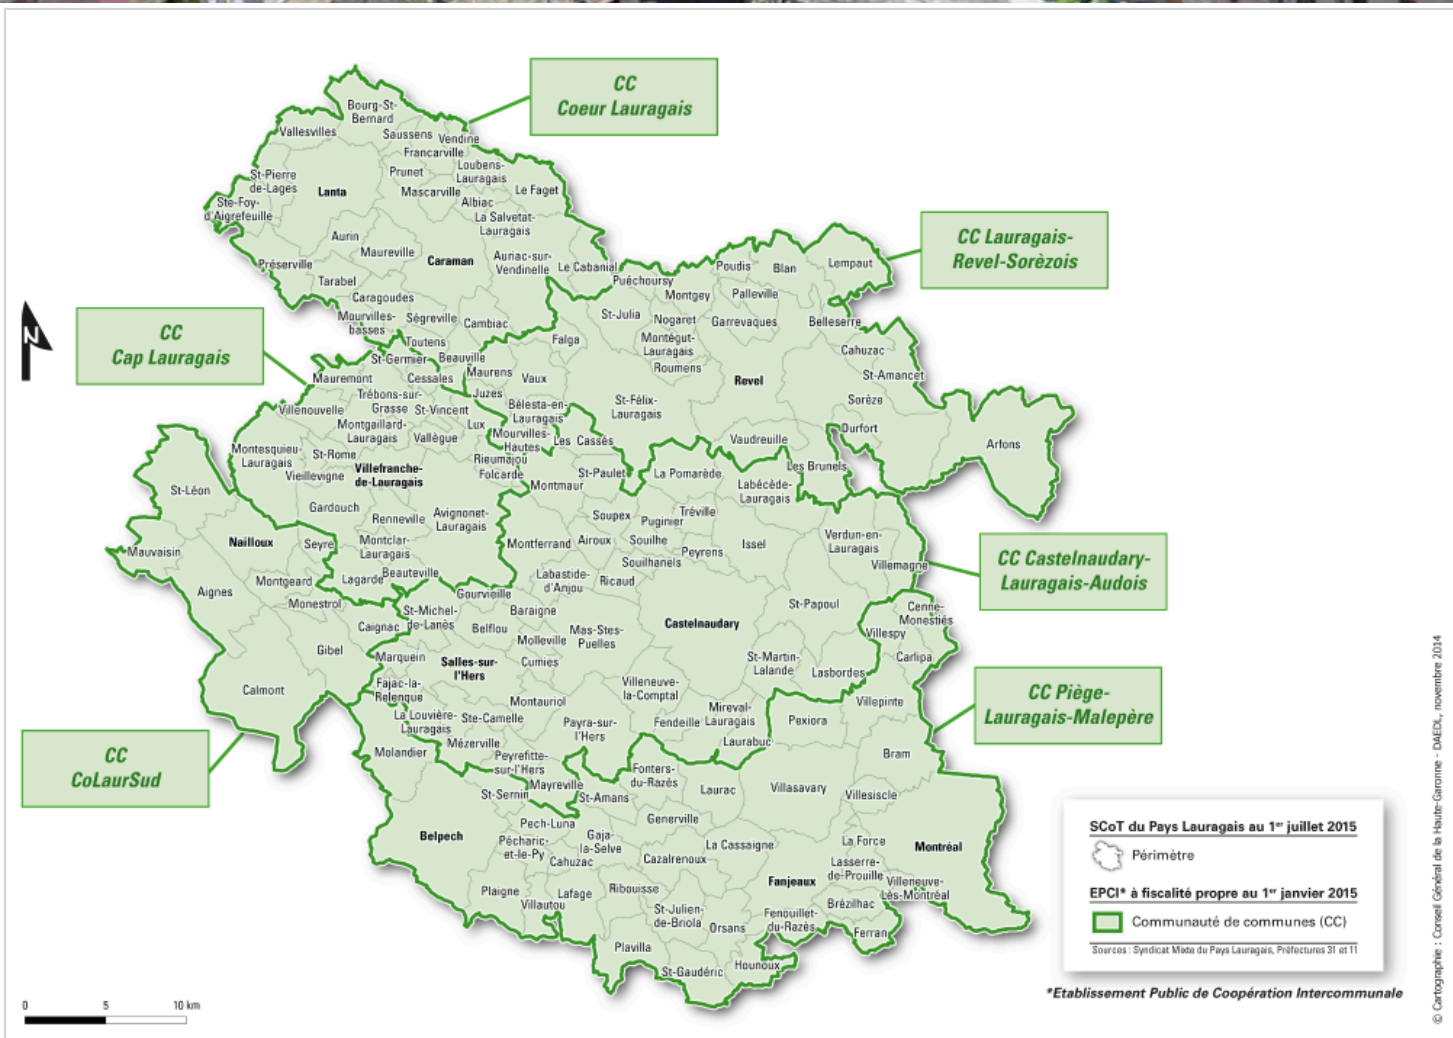 CC
Coeur Lauragais
Bourg-St-
Bernard
Vallesvilles
Saussens
Vendine
Francarville
Loubens-
Lauragais
Prunet
St-Pierre
de-Lages
Lanta
Mascarville
Le Faget
Ste-Foy-
d'Aigrefeuille
Albiac
La Salvetat-
Lauragais
CC Lauragais-
Revel-Sorèzois
Aurin
Maureville
Caraman
Auriac-sur-
Vendinelle
Le Cabanial
Préserville
Tarabel
Puéchoursy
Poudis
Blan
Lempaut
Caragoudes
Montgey
Palleville
Mourvilles-
basses
Ségreville
Cambiac
St-Julia
Nogaret
Garrevaques
Belleserre
N
CC
Cap Lauragais
Toutens
Falga
Montégut-
Lauragais
Cahuzac
St-Germier
Beauville
Roumens
St-Amancet
Mauremont
Cessales
Maurens
Vaux
Revel
Trébons-sur-
Grasse
Juzes
Sorèze
Villenouvelle
St-Vincent
Bélesta-en-
Lauragais
St-Félix-
Lauragais
Montgaillard-
Lauragais
Lux
Durfort
Vallègue
Mourvilles-
Hautes
Les Cassés
Vaudreuille
Arfons
Montesquieu-
Lauragais
St-Rome
Rieumajou
Vieillevigne
Villefranche-
de-Lauragais
Folcarde
St-Paulet
La Pomarède
Les Brunels
St-Léon
Montmaur
Labécède-
Lauragais
Gardouch
Renneville
Avignonet-
Lauragais
Soupex
Puginier
Tréville
Nailloux
Seyre
Montclar-
Lauragais
Montferrand
Airoux
Souilhe
Peyrens
Issel
Verdun-en-
Lauragais
Mauvaisin
Souilhanels
Villemagne
CC Castelnaudary-
Lauragais-Audois
Aignes
Montgeard
Lagarde
Beauteville
Labastide-
d'Anjou
Ricaud
Gourvieille
Monestrol
St-Michel-
de-Lanès
Baraigne
St-Papoul
Cenne-
Monestiés
Caignac
Belflou
Molleville
Mas-Stes-
Puelles
Castelnaudary
Villespy
Gibel
Marquein
Salles-sur-
l'Hers
Cumies
St-Martin-
Lalande
Lasbordes
Carlipa
Calmont
Fajac-la-
Relenque
Montauriol
Villeneuve-
la-Comptal
Villepinte
CC Piège-
Lauragais-Malepère
La Louvière-
Lauragais
Ste-Camelle
Payra-sur-
l'Hers
Fendeille
Mireval-
Lauragais
Pexiora
CC
CoLaurSud
Mézerville
Laurabuc
Molandier
Peyrefitte-
sur-l'Hers
Bram
Fonters-
du-Razès
Mayreville
St-Sernin
St-Amans
Laurac
Villasavary
Villesiscle
Belpech
Pech-Luna
Generville
Pécharic-
et-le-Py
Gaja-
la-Selve
La Cassaigne
La Force
Montréal
Cahuzac
Cazalrenoux
Lasserre-
de-Prouille
Plaigne
Lafage
Ribouisse
Fanjeaux
Villeneuve-
Lès-Montréal
Villautou
St-Julien-
de-Briola
Brézilhac
Orsans
Fenouillet-
du-Razès
Ferran
Plavilla
St-Gaudéric
Hounoux
SCoT du Pays Lauragais au 1er juillet 2015
Périmètre
EPCI* à fiscalité propre au 1er janvier 2015
Communauté de communes (CC)
Sources : Syndicat Mixte du Pays Lauragais, Préfectures 31 et 11
*Etablissement Public de Coopération Intercommunale
0 5 10 km
© Cartographie : Conseil Général de la Haute-Garonne - DAEDL, novembre 2014